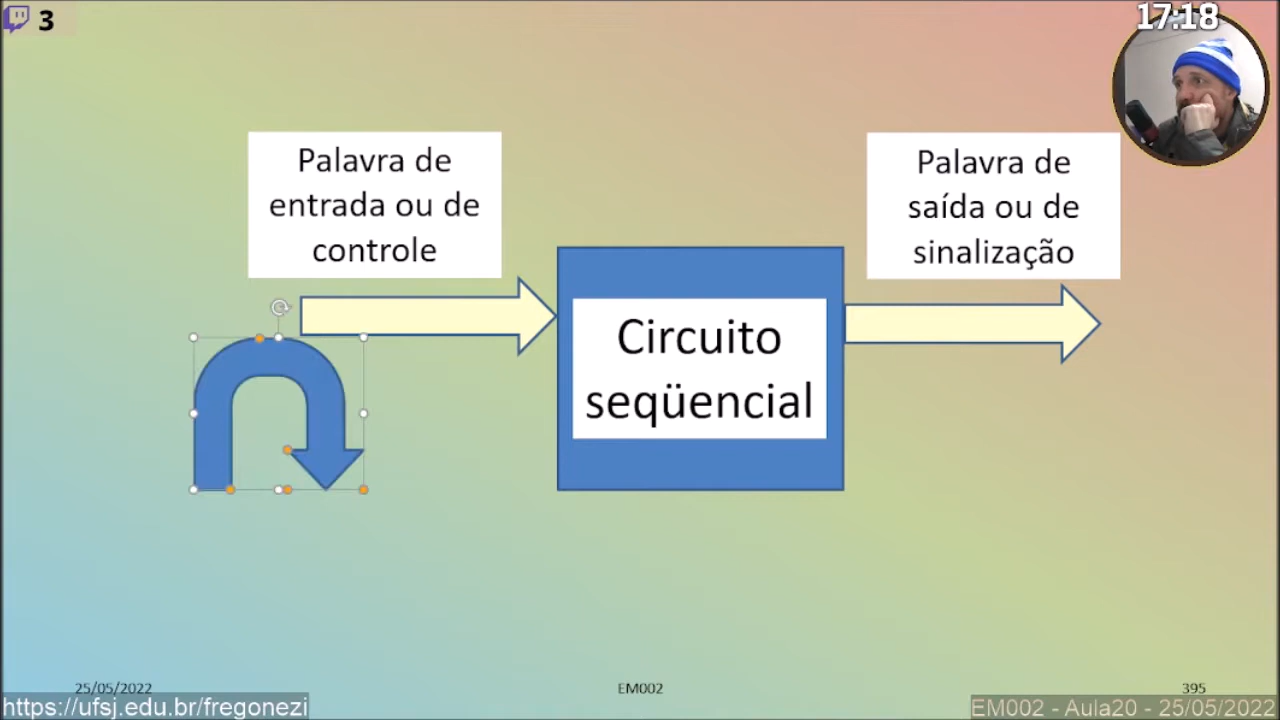 3
17:18
Palavra de
entrada ou de
controle
Palavra de
saída ou de
sinalização
Circuito
seqüencial
25/05/2022
EM002
395
https://ufsj.edu.br/fregonezi
EM002 - Aula20 - 25/05/2022